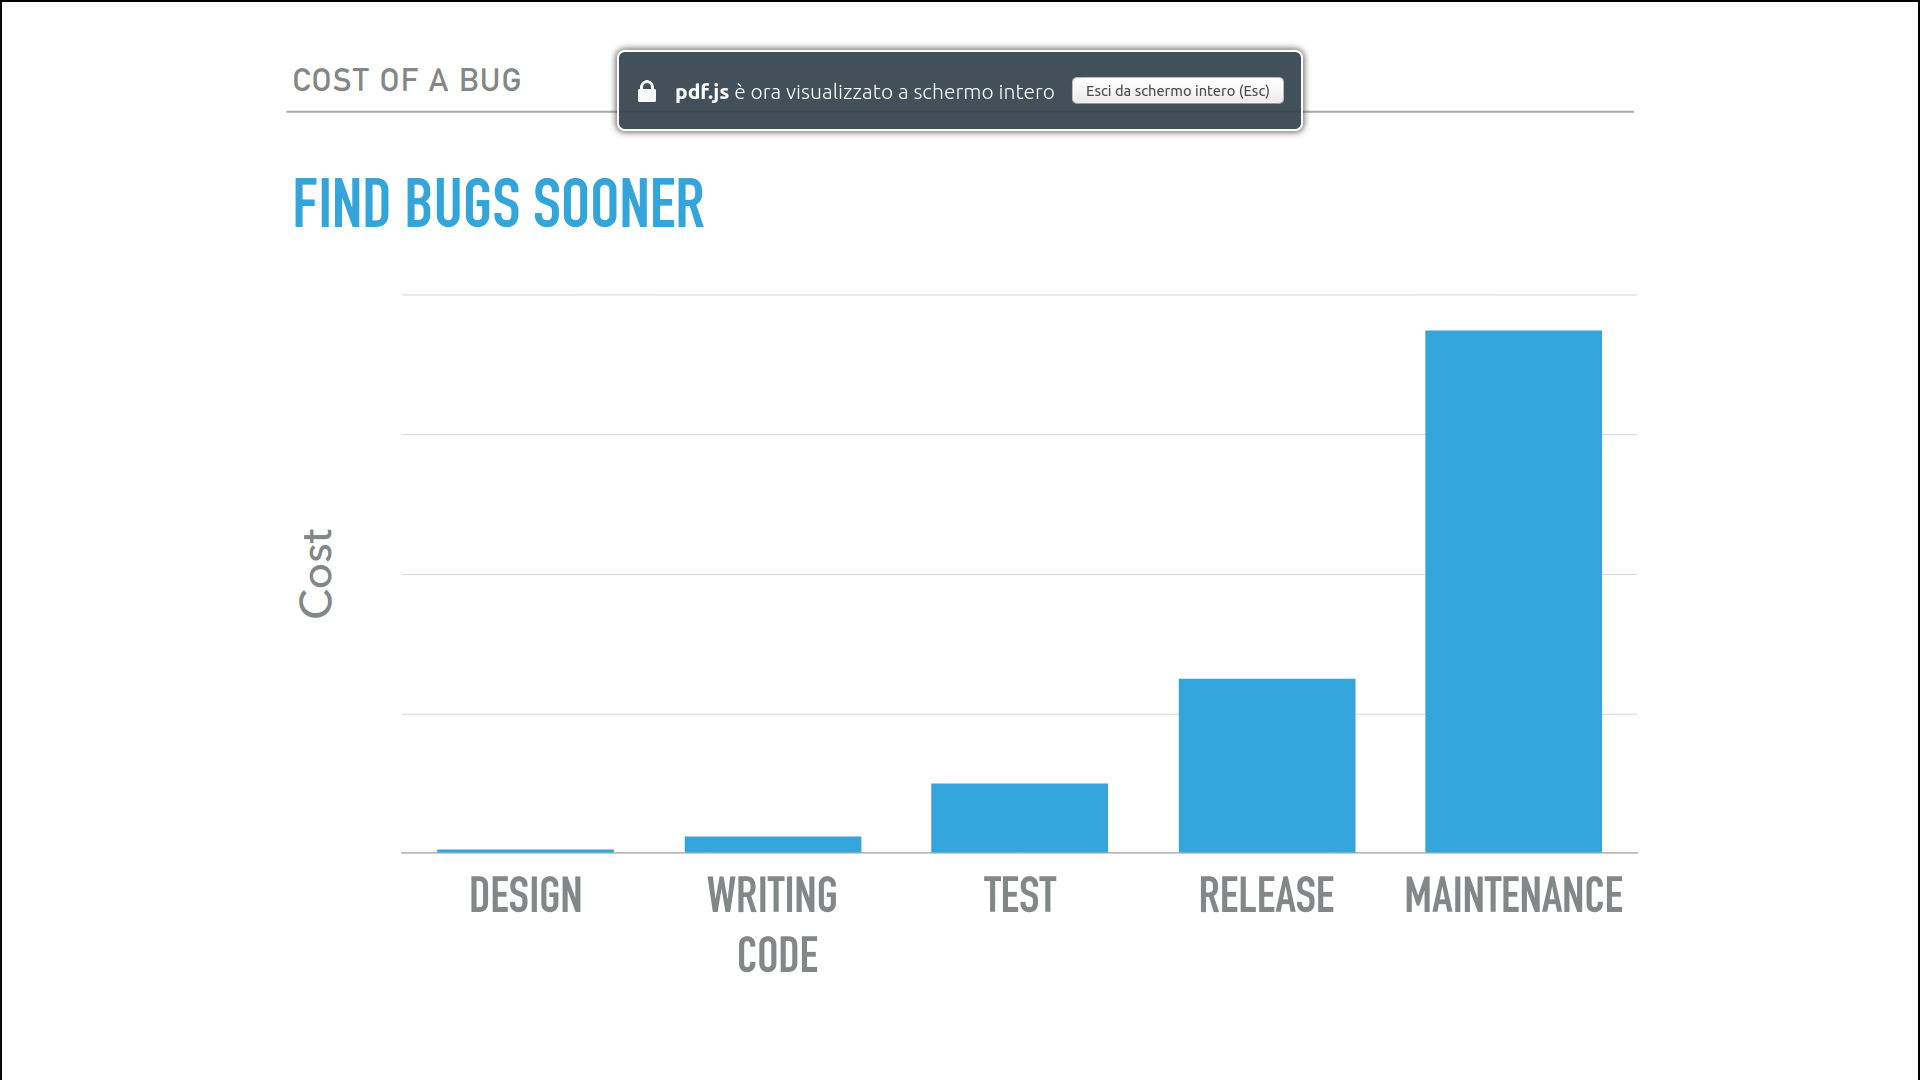 COST OF A BUG
pdf.js è ora visualizzato a schermo intero
Esci da schermo intero (Esc)
FIND BUGS SOONER
Cost
DESIGN
WRITING
CODE
TEST
RELEASE
MAINTENANCE